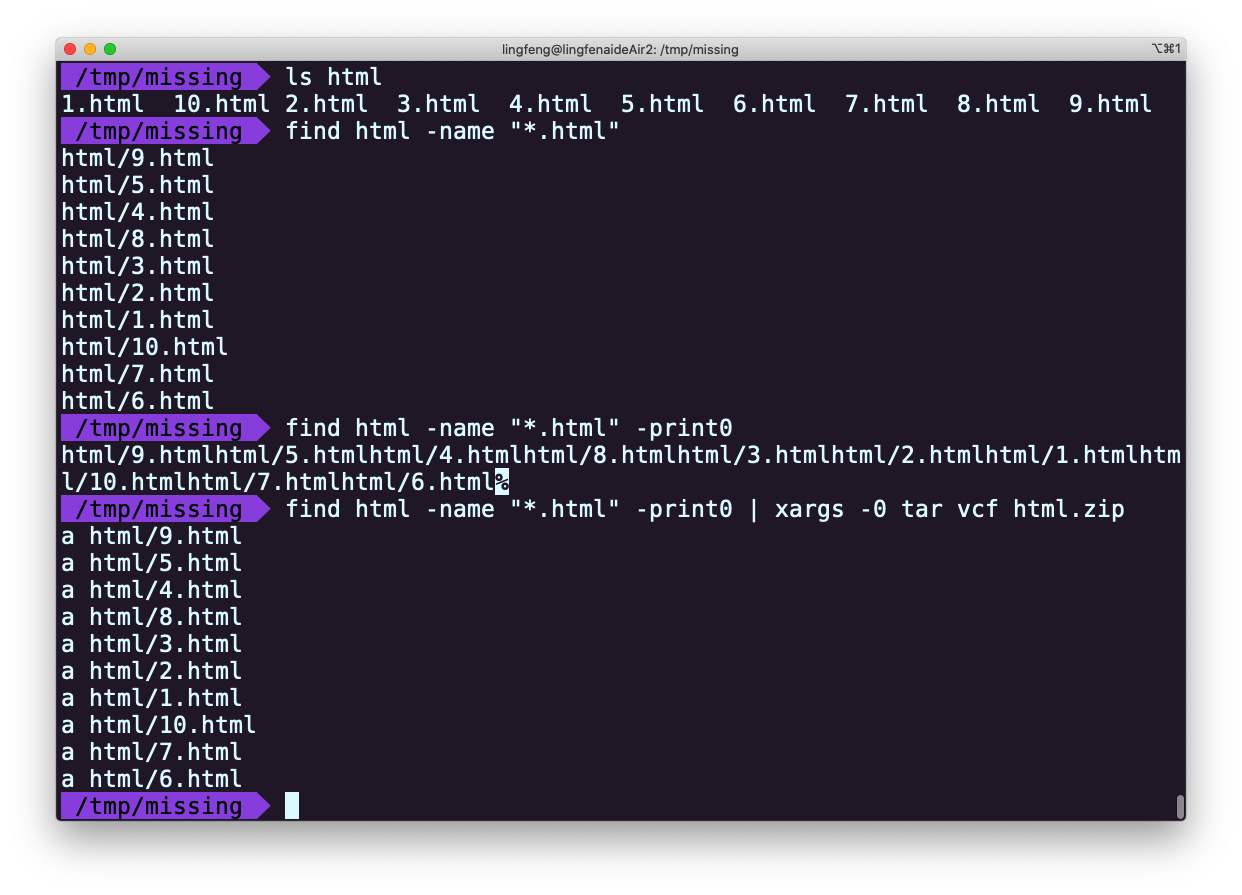 lingfeng@lingfenaideAir2: /tmp/missing ⌥⌘1
/tmp/missing ls html
1.html 10.html 2.html 3.html 4.html 5.html 6.html 7.html 8.html 9.html
/tmp/missing find html -name "*.html"
html/9.html
html/5.html
html/4.html
html/8.html
html/3.html
html/2.html
html/1.html
html/10.html
html/7.html
html/6.html
/tmp/missing find html -name "*.html" -print0
html/9.htmlhtml/5.htmlhtml/4.htmlhtml/8.htmlhtml/3.htmlhtml/2.htmlhtml/1.htmlhtm
l/10.htmlhtml/7.htmlhtml/6.html%
/tmp/missing find html -name "*.html" -print0 | xargs -0 tar vcf html.zip
a html/9.html
a html/5.html
a html/4.html
a html/8.html
a html/3.html
a html/2.html
a html/1.html
a html/10.html
a html/7.html
a html/6.html
/tmp/missing